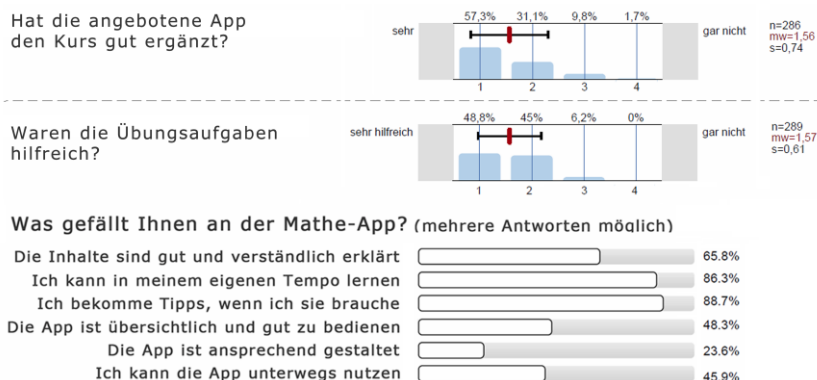 Hat die angebotene App
den Kurs gut ergänzt?
sehr
57,3% 31,1% 9,8% 1,7%
1 2 3 4
gar nicht
n=286
mw=1,56
s=0,74
Waren die Übungsaufgaben
hilfreich?
sehr hilfreich
48,8% 45% 6,2% 0%
1 2 3 4
gar nicht
n=289
mw=1,57
s=0,61
Was gefällt Ihnen an der Mathe-App? (mehrere Antworten möglich)
Die Inhalte sind gut und verständlich erklärt 65.8%
Ich kann in meinem eigenen Tempo lernen 86.3%
Ich bekomme Tipps, wenn ich sie brauche 88.7%
Die App ist übersichtlich und gut zu bedienen 48.3%
Die App ist ansprechend gestaltet 23.6%
Ich kann die App unterwegs nutzen 45.9%